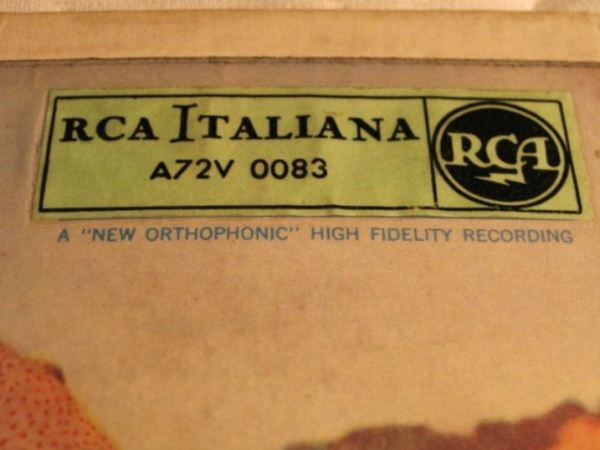 RCA ITALIANA
A72V 0083
RCA
A "NEW ORTHOPHONIC" HIGH FIDELITY RECORDING